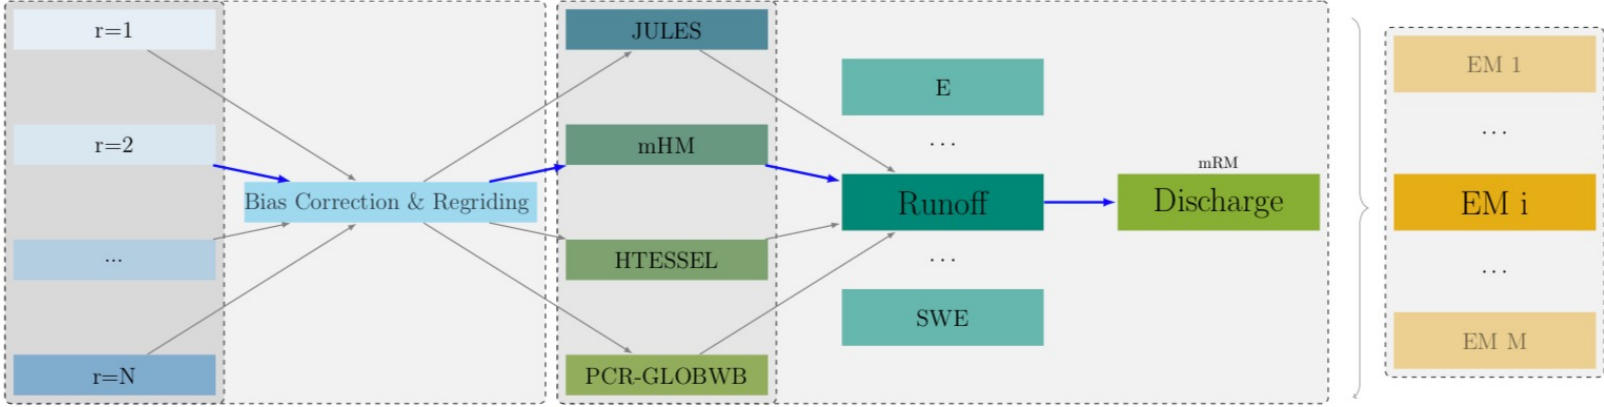 r=1
r=2
...
r=N
Bias Correction & Regriding
JULES
mHM
HTESSEL
PCR-GLOBWB
E
...
Runoff
...
SWE
mRM
Discharge
EM 1
...
EM i
...
EM M